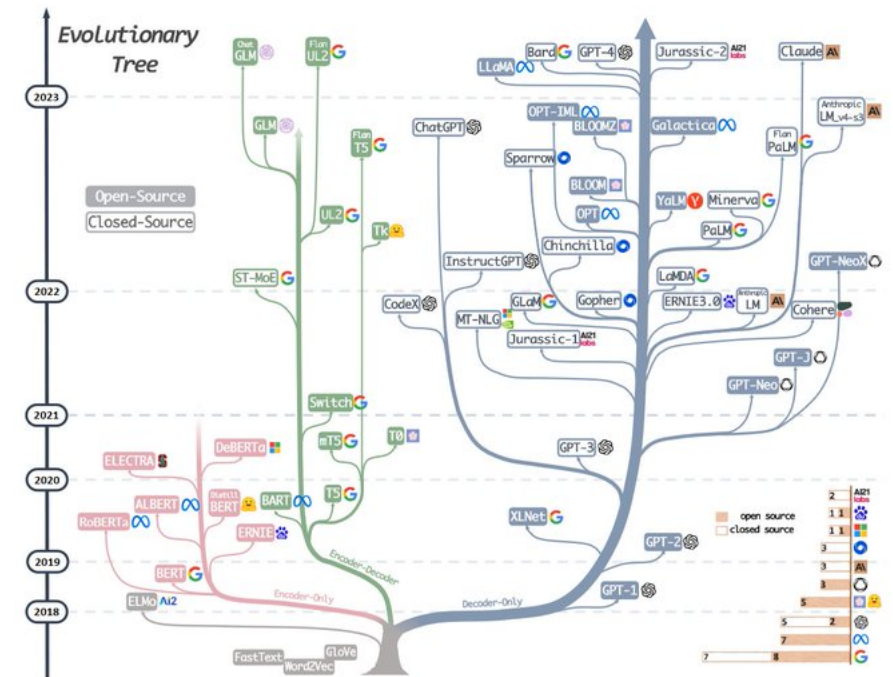 Evolutionary
Tree
2023
2022
2021
2020
2019
2018
Open-Source
Closed-Source
Chat
GLM
Flan
UL2
GLM
Flan
T5
UL2
Tk
ST-MoE
Switch
mT5
T0
BART
T5
Encoder-Decoder
DeBERTa
ELECTRA
ALBERT
Distill
BERT
RoBERTa
ERNIE
BERT
Encoder-Only
ELMo
Ai2
FastText
Word2Vec
GloVe
Bard
GPT-4
Jurassic-2
AI21
labs
Claude
A\
LLaMA
OPT-IML
BLOOMZ
Galactica
Anthropic
LM_v4-s3
A\
ChatGPT
Flan
PaLM
Sparrow
BLOOM
YaLM
Minerva
OPT
PaLM
Chinchilla
InstructGPT
GPT-NeoX
LaMDA
CodeX
GLaM
Gopher
ERNIE3.0
Anthropic
LM
A\
Cohere
MT-NLG
Jurassic-1
AI21
labs
GPT-J
GPT-Neo
GPT-3
XLNet
GPT-2
GPT-1
Decoder-Only
open source
closed source
2
AI21
labs
1 1
1 1
3
3
A\
5
5 2
7
7 8